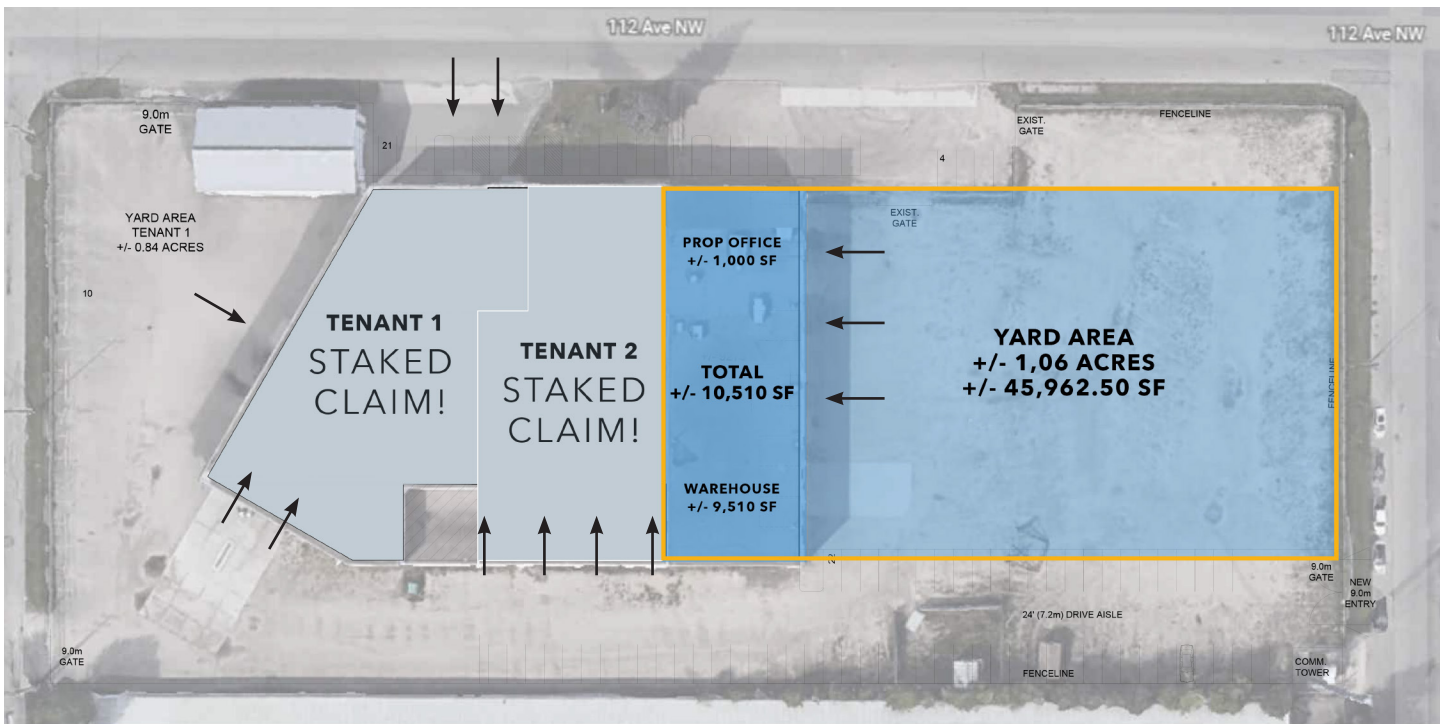 112 Ave NW
112 Ave NW
9.0m
GATE
21
EXIST.
GATE
FENCELINE
4
YARD AREA
TENANT 1
+/- 0.84 ACRES
10
EXIST.
GATE
PROP OFFICE
+/- 1,000 SF
TENANT 1
STAKED
CLAIM!
TENANT 2
STAKED
CLAIM!
TOTAL
+/- 10,510 SF
WAREHOUSE
+/- 9,510 SF
YARD AREA
+/- 1,06 ACRES
+/- 45,962.50 SF
FENCELINE
9.0m
GATE
NEW
9.0m
ENTRY
24' (7.2m) DRIVE AISLE
9.0m
GATE
FENCELINE
COMM.
TOWER